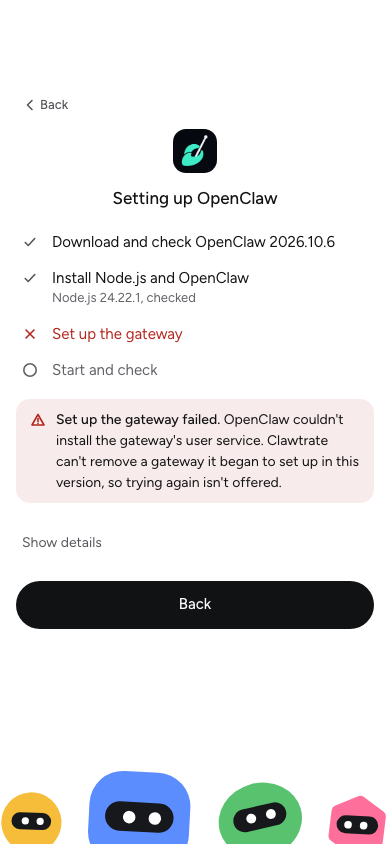 Back
Setting up OpenClaw
Download and check OpenClaw 2026.10.6
Install Node.js and OpenClaw
Node.js 24.22.1, checked
Set up the gateway
Start and check
Set up the gateway failed. OpenClaw couldn't
install the gateway's user service. Clawtrate
can't remove a gateway it began to set up in this
version, so trying again isn't offered.
Show details
Back